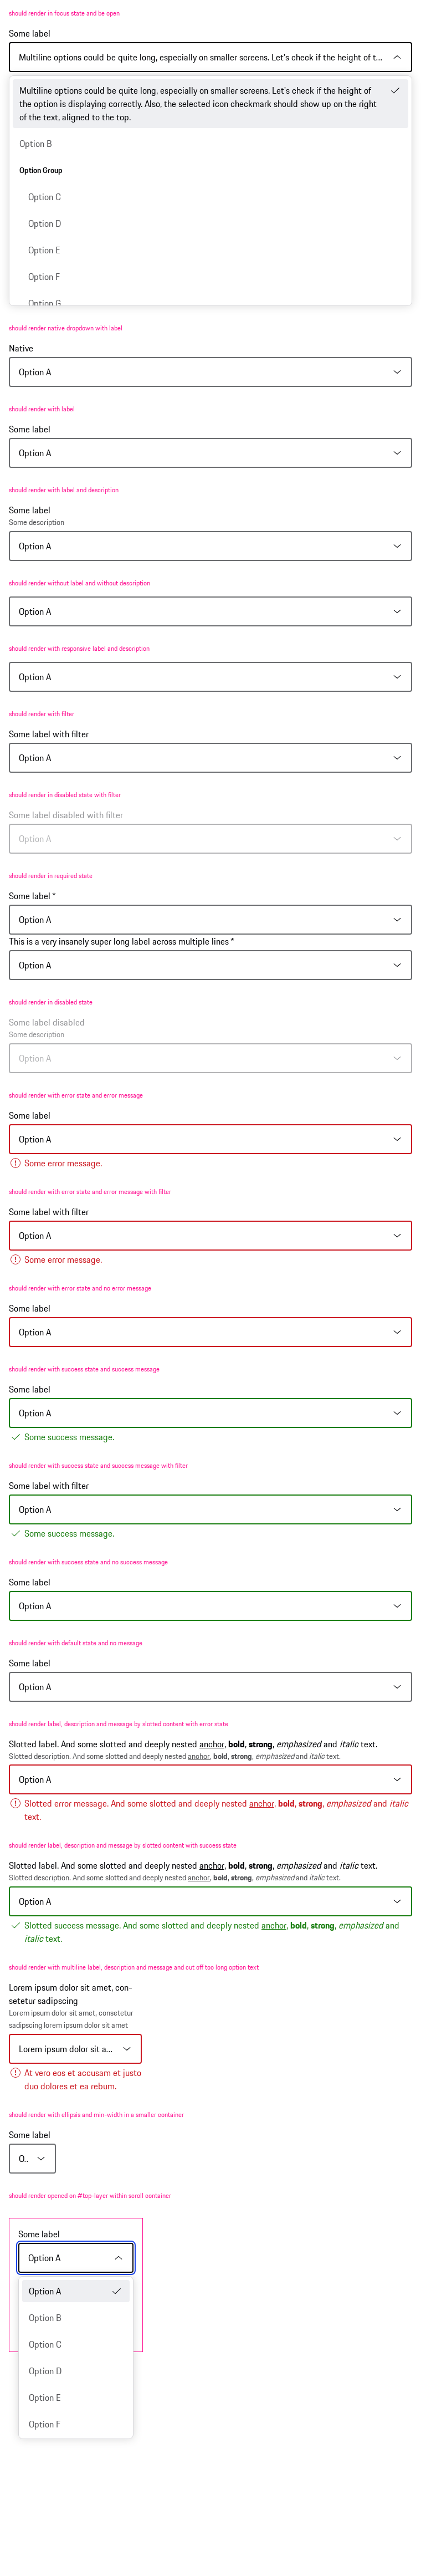 should render in focus state and be open
Some label
Multiline options could be quite long, especially on smaller screens. Let's check if the height of t...
Multiline options could be quite long, especially on smaller screens. Let's check if the height of
the option is displaying correctly. Also, the selected icon checkmark should show up on the right
of the text, aligned to the top.
Option B
Option Group
Option C
Option D
Option E
Option F
Option G
should render native dropdown with label
Native
Option A
should render with label
Some label
Option A
should render with label and description
Some label
Some description
Option A
should render without label and without description
Option A
should render with responsive label and description
Option A
should render with filter
Some label with filter
Option A
should render in disabled state with filter
Some label disabled with filter
Option A
should render in required state
Some label *
Option A
This is a very insanely super long label across multiple lines *
Option A
should render in disabled state
Some label disabled
Some description
Option A
should render with error state and error message
Some label
Option A
Some error message.
should render with error state and error message with filter
Some label with filter
Option A
Some error message.
should render with error state and no error message
Some label
Option A
should render with success state and success message
Some label
Option A
Some success message.
should render with success state and success message with filter
Some label with filter
Option A
Some success message.
should render with success state and no success message
Some label
Option A
should render with default state and no message
Some label
Option A
should render label, description and message by slotted content with error state
Slotted label. And some slotted and deeply nested anchor, bold, strong, emphasized and italic text.
Slotted description. And some slotted and deeply nested anchor, bold, strong, emphasized and italic text.
Option A
Slotted error message. And some slotted and deeply nested anchor, bold, strong, emphasized and italic
text.
should render label, description and message by slotted content with success state
Slotted label. And some slotted and deeply nested anchor, bold, strong, emphasized and italic text.
Slotted description. And some slotted and deeply nested anchor, bold, strong, emphasized and italic text.
Option A
Slotted success message. And some slotted and deeply nested anchor, bold, strong, emphasized and
italic text.
should render with multiline label, description and message and cut off too long option text
Lorem ipsum dolor sit amet, con-
setetur sadipscing
Lorem ipsum dolor sit amet, consetetur
sadipscing lorem ipsum dolor sit amet
Lorem ipsum dolor sit a...
At vero eos et accusam et justo
duo dolores et ea rebum.
should render with ellipsis and min-width in a smaller container
Some label
O...
should render opened on #top-layer within scroll container
Some label
Option A
Option A
Option B
Option C
Option D
Option E
Option F